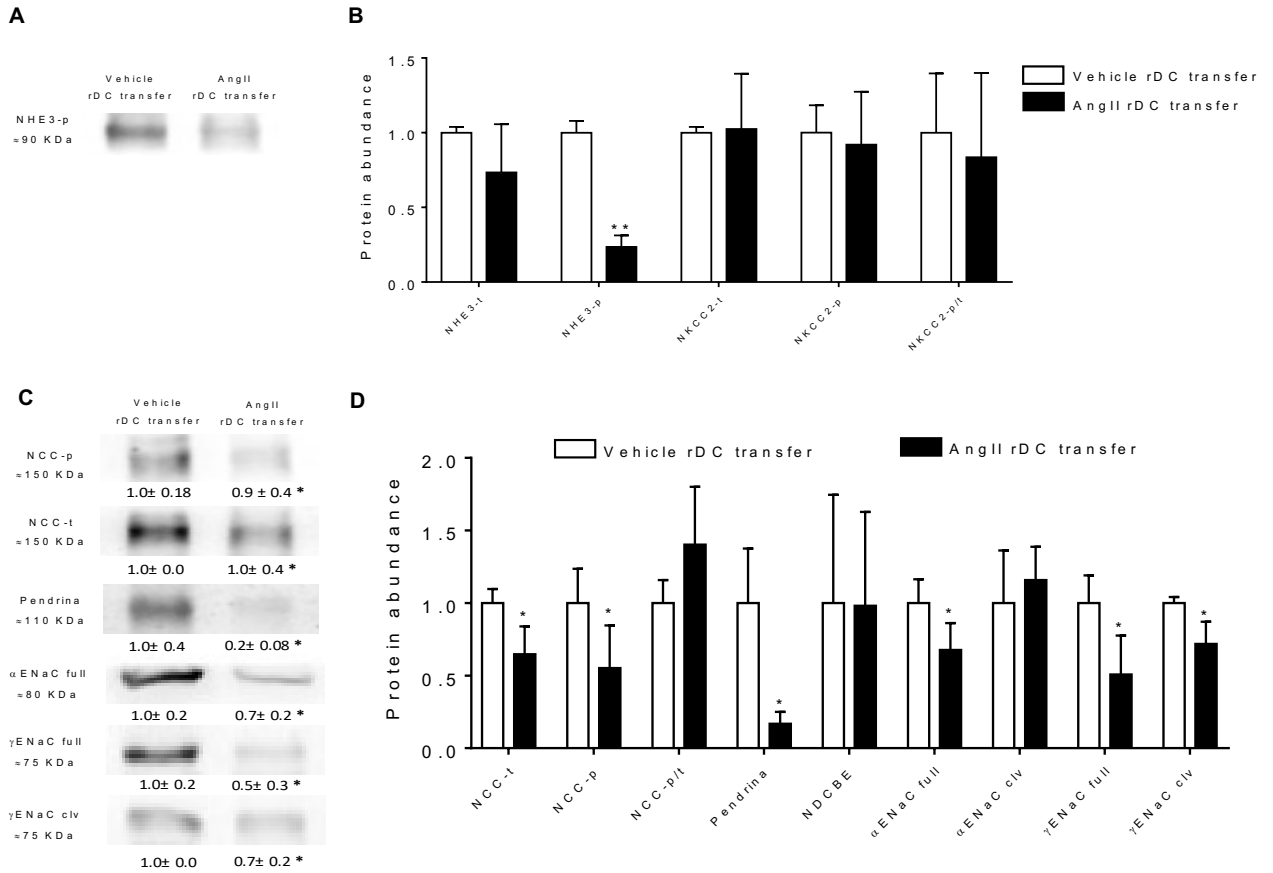 A
Vehicle
rDC transfer
AngII
rDC transfer
NHE3-p
≈90 KDa
B
Protein abundance
1.5
1.0
0.5
0.0
**
NHE3-t
NHE3-p
NKCC2-t
NKCC2-p
NKCC2-p/t
Vehicle rDC transfer
AngII rDC transfer
C
Vehicle
rDC transfer
AngII
rDC transfer
NCC-p
≈150 KDa
1.0± 0.18
0.9 ± 0.4 *
NCC-t
≈150 KDa
1.0± 0.0
1.0± 0.4 *
Pendrina
≈110 KDa
1.0± 0.4
0.2± 0.08 *
αENaC full
≈80 KDa
1.0± 0.2
0.7± 0.2 *
γENaC full
≈75 KDa
1.0± 0.2
0.5± 0.3 *
γENaC clv
≈75 KDa
1.0± 0.0
0.7± 0.2 *
D
Vehicle rDC transfer
AngII rDC transfer
Protein abundance
2.0
1.5
1.0
0.5
0.0
*
*
*
*
*
*
NCC-t
NCC-p
NCC-p/t
Pendrina
NDCBE
αENaC full
αENaC clv
γENaC full
γENaC clv